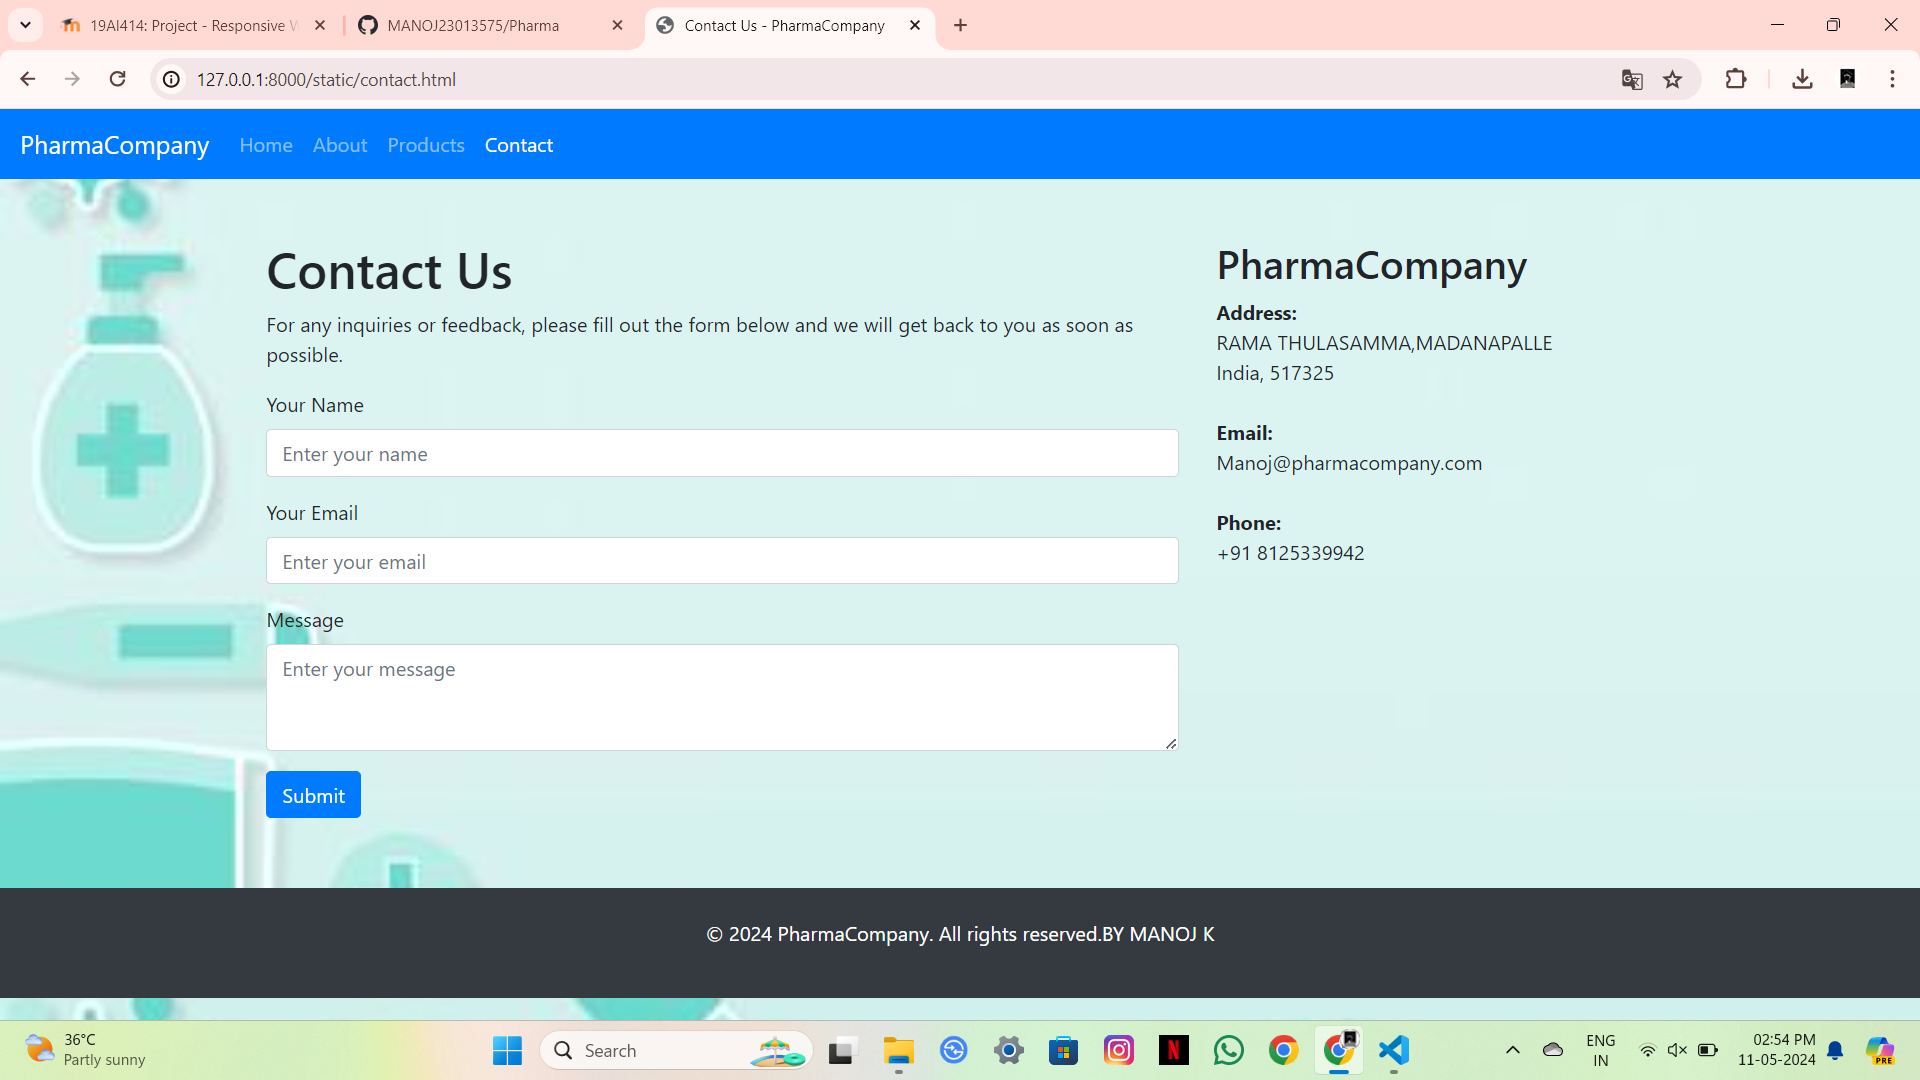 19AI414: Project - Responsive W
MANOJ23013575/Pharma
Contact Us - PharmaCompany
127.0.0.1:8000/static/contact.html
PharmaCompany
Home
About
Products
Contact
Contact Us
For any inquiries or feedback, please fill out the form below and we will get back to you as soon as
possible.
Your Name
Enter your name
Your Email
Enter your email
Message
Enter your message
Submit
PharmaCompany
Address:
RAMA THULASAMMA,MADANAPALLE
India, 517325
Email:
Manoj@pharmacompany.com
Phone:
+91 8125339942
© 2024 PharmaCompany. All rights reserved.BY MANOJ K
36°C
Partly sunny
Search
N
ENG
IN
02:54 PM
11-05-2024
PRE